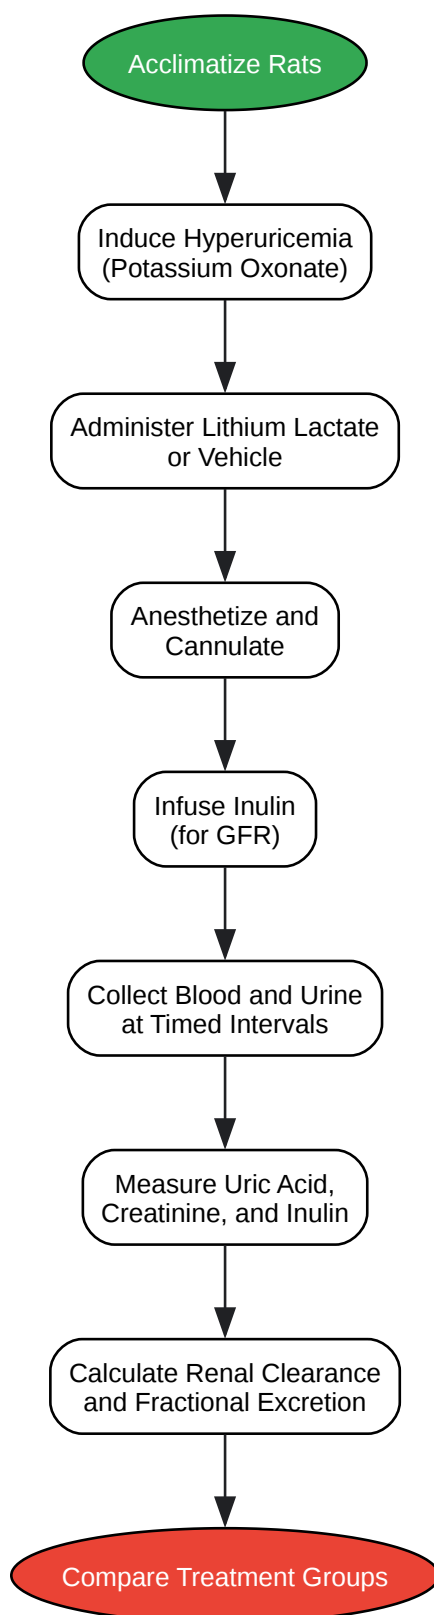 Acclimatize Rats
Induce Hyperuricemia
(Potassium Oxonate)
Administer Lithium Lactate
or Vehicle
Anesthetize and
Cannulate
Infuse Inulin
(for GFR)
Collect Blood and Urine
at Timed Intervals
Measure Uric Acid,
Creatinine, and Inulin
Calculate Renal Clearance
and Fractional Excretion
Compare Treatment Groups